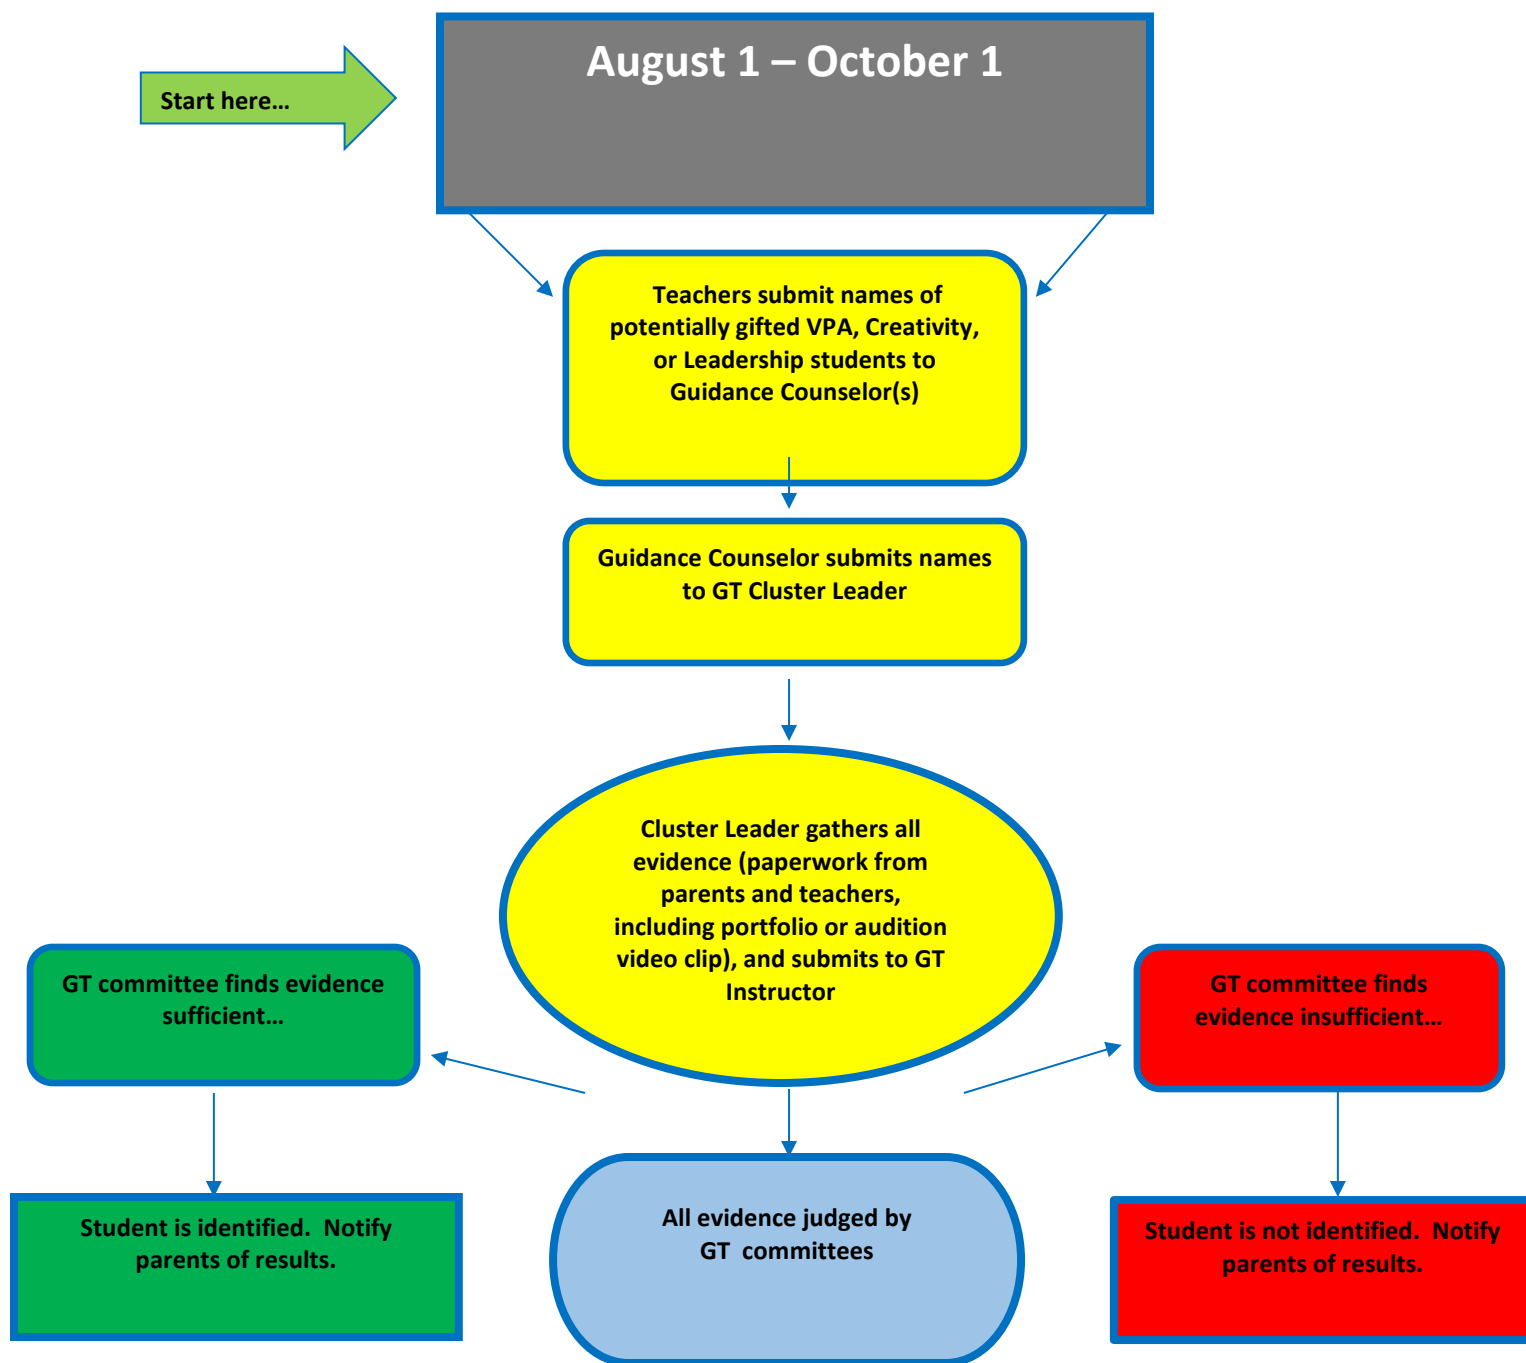 August 1 – October 1
Start here…
Teachers submit names of
potentially gifted VPA, Creativity,
or Leadership students to
Guidance Counselor(s)
Guidance Counselor submits names
to GT Cluster Leader
Cluster Leader gathers all
evidence (paperwork from
parents and teachers,
including portfolio or audition
video clip), and submits to GT
Instructor
GT committee finds evidence
sufficient…
GT committee finds
evidence insufficient…
Student is identified.  Notify
parents of results.
All evidence judged by
GT  committees
Student is not identified.  Notify
parents of results.